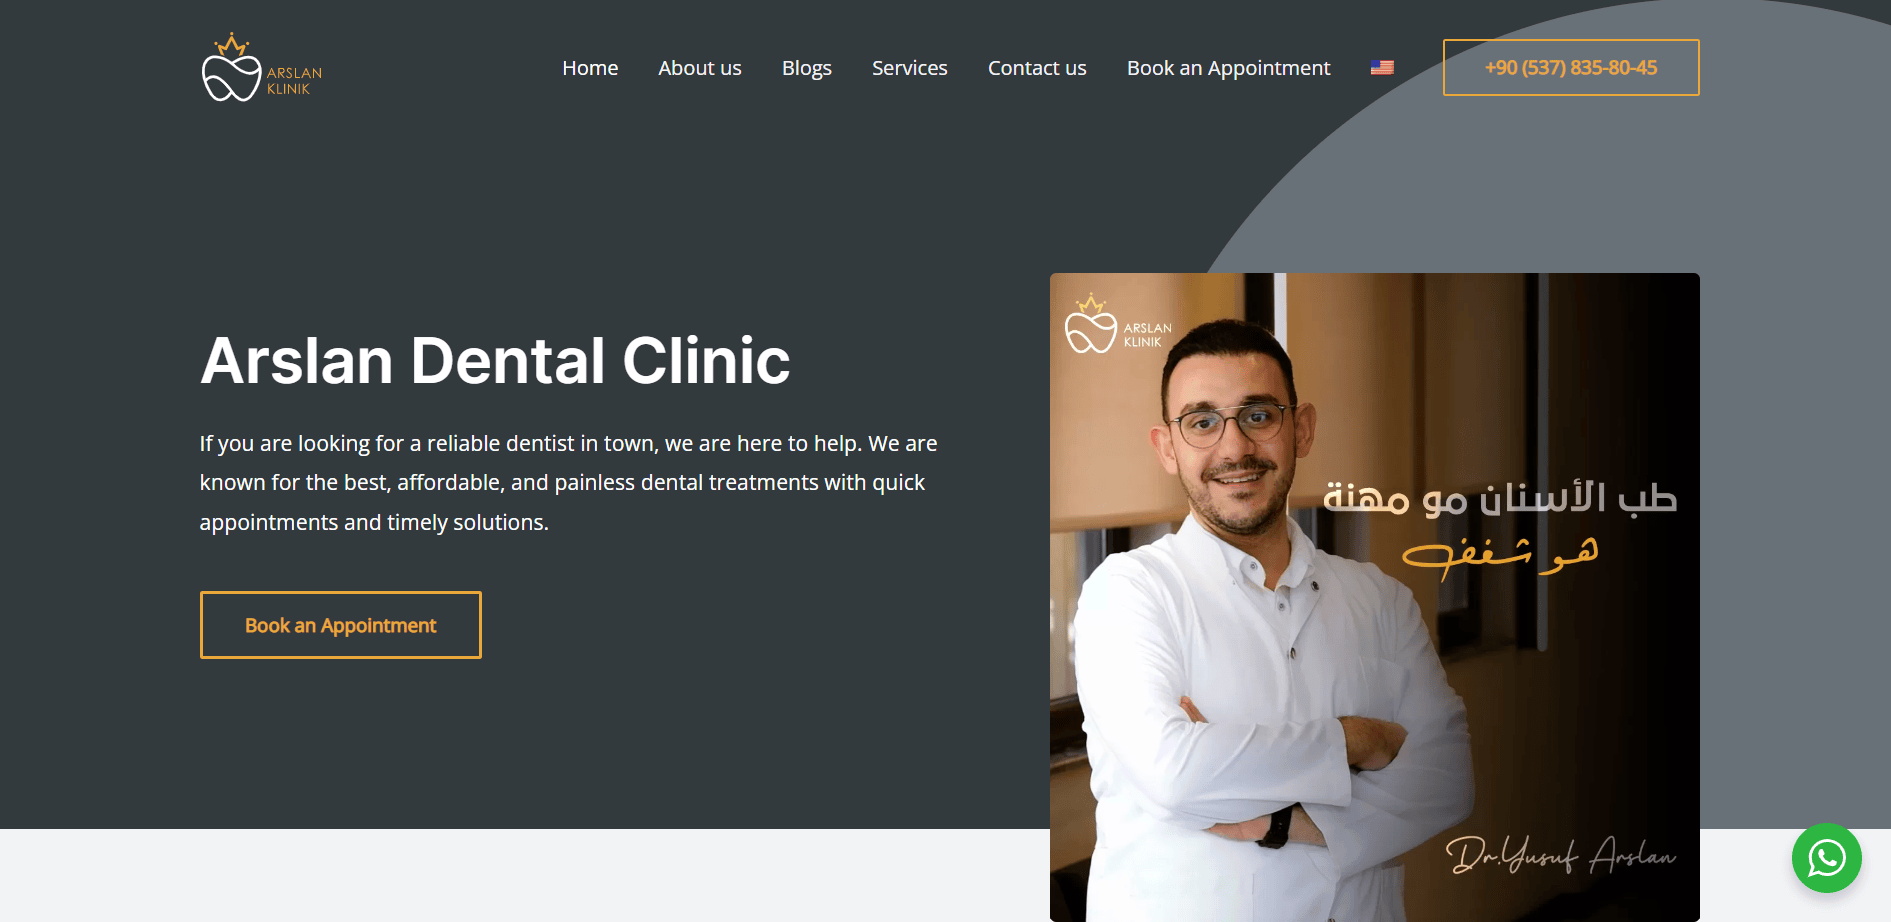 ARSLAN
KLINIK
Home
About us
Blogs
Services
Contact us
Book an Appointment
+90 (537) 835-80-45
Arslan Dental Clinic
If you are looking for a reliable dentist in town, we are here to help. We are
known for the best, affordable, and painless dental treatments with quick
appointments and timely solutions.
Book an Appointment
ARSLAN
KLINIK
طب الأسنان مو مهنة
هو شغف
Dr.Yusuf Arslan